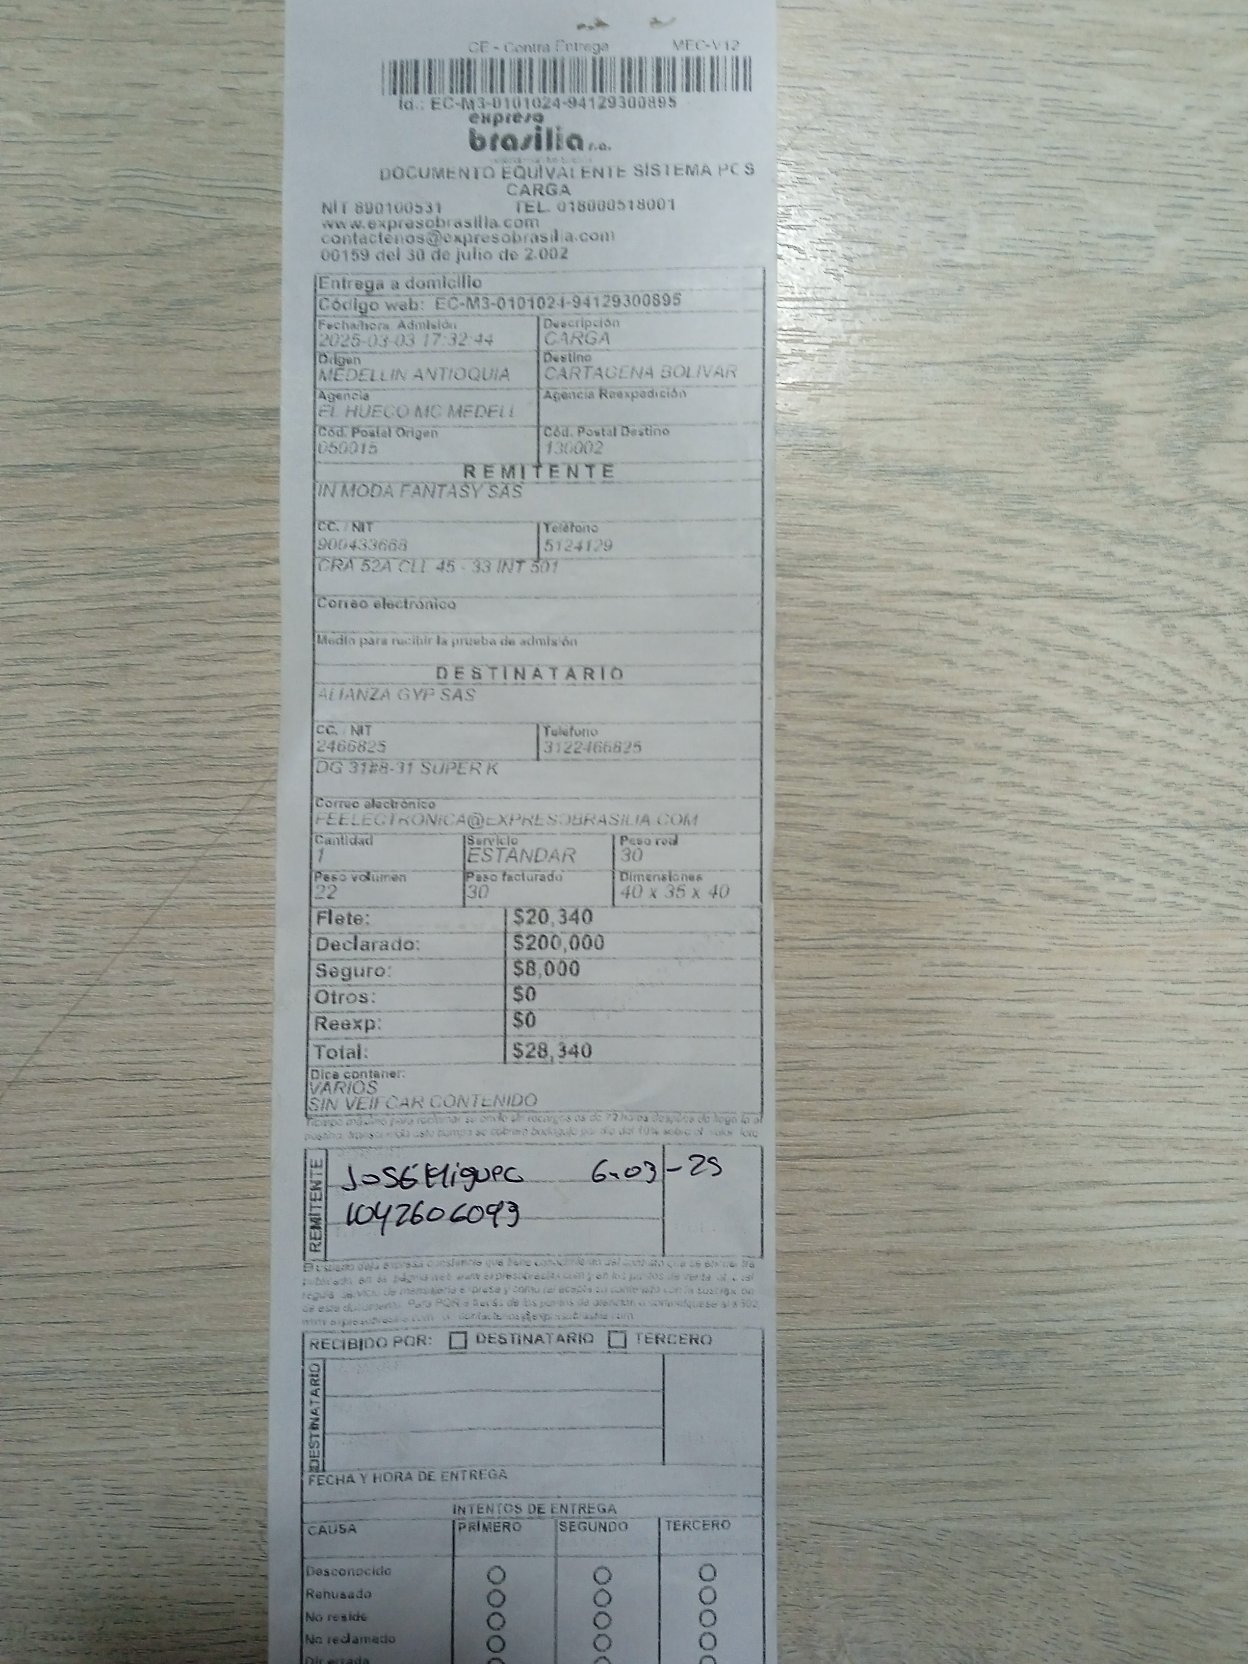 CE - Contra Entrega MEC-V12
Id.: EC-M3-0101024-94129300895
expreso
brasilia s.a.
DOCUMENTO EQUIVALENTE SISTEMA POS
CARGA
NIT 890100531 TEL. 018000518001
www.expresobrasilia.com
contactenos@expresobrasilia.com
00159 del 30 de julio de 2.002
Entrega a domicilio
Código web: EC-M3-0101024-94129300895
Fecha/hora Admisión Descripción
2025-03-03 17:32:44 CARGA
Origen Destino
MEDELLIN ANTIOQUIA CARTAGENA BOLIVAR
Agencia Agencia Reexpedición
EL HUECO MC MEDELL
Cód. Postal Origen Cód. Postal Destino
050015 130002
REMITENTE
IN MODA FANTASY SAS
CC. / NIT Teléfono
900433668 5124129
CRA 52A CLL 45 - 33 INT 501
Correo electrónico
Medio para recibir la prueba de admisión
DESTINATARIO
ALIANZA GYP SAS
CC. / NIT Teléfono
2466825 3122466825
DG 31#8-31 SUPER K
Correo electrónico
FEELECTRONICA@EXPRESOBRASILIA.COM
Cantidad Servicio Peso real
1 ESTANDAR 30
Peso volumen Peso facturado Dimensiones
22 30 40 x 35 x 40
Flete: $20,340
Declarado: $200,000
Seguro: $8,000
Otros: $0
Reexp: $0
Total: $28,340
Dice contener:
VARIOS
SIN VEIFCAR CONTENIDO
REMITENTE
José Miguel 6-03-25
1042606093
RECIBIDO POR: DESTINATARIO TERCERO
DESTINATARIO
FECHA Y HORA DE ENTREGA
INTENTOS DE ENTREGA
CAUSA PRIMERO SEGUNDO TERCERO
Desconocido
Rehusado
No reside
No reclamado
Dir errada